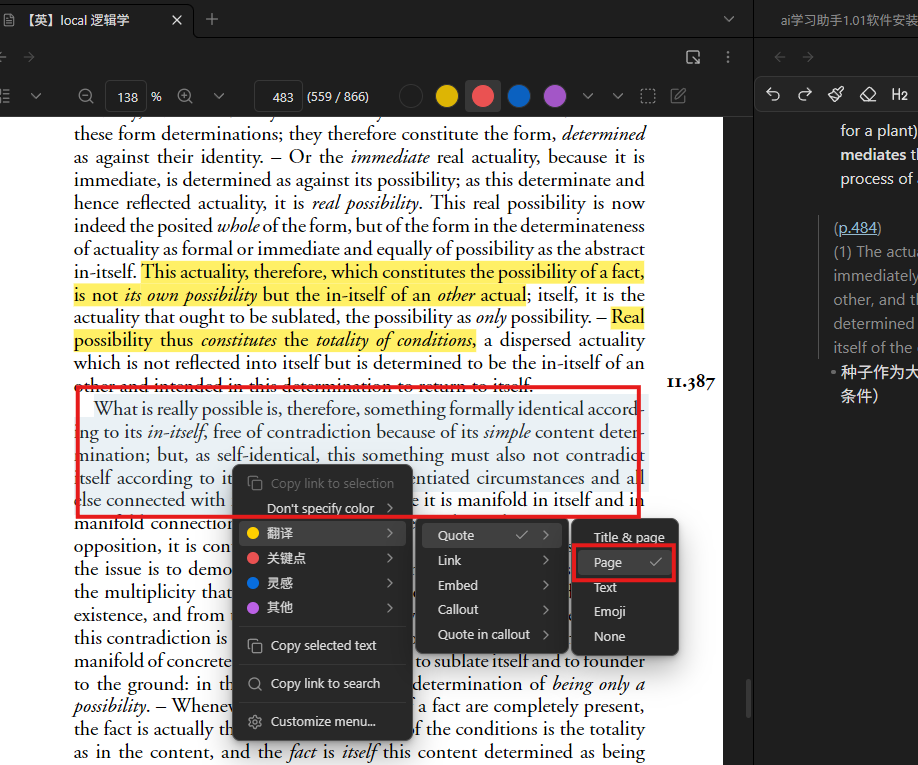 【英】local 逻辑学
ai学习助手1.01软件安装
138 %
483 (559 / 866)
H2
these form determinations; they therefore constitute the form, determined
as against their identity. – Or the immediate real actuality, because it is
immediate, is determined as against its possibility; as this determinate and
hence reflected actuality, it is real possibility. This real possibility is now
indeed the posited whole of the form, but of the form in the determinateness
of actuality as formal or immediate and equally of possibility as the abstract
in-itself. This actuality, therefore, which constitutes the possibility of a fact,
is not its own possibility but the in-itself of an other actual; itself, it is the
actuality that ought to be sublated, the possibility as only possibility. – Real
possibility thus constitutes the totality of conditions, a dispersed actuality
which is not reflected into itself but is determined to be the in-itself of an
other and intended in this determination to return to itself.
11.387
What is really possible is, therefore, something formally identical accord-
ing to its in-itself, free of contradiction because of its simple content deter-
mination; but, as self-identical, this something must also not contradict
itself according to its entiated circumstances and all
else connected with e it is manifold in itself and in
manifold connection
opposition, it is con
the issue is to demo
the multiplicity that
existence, and from t
this contradiction is
manifold of concrete to sublate itself and to founder
to the ground: in th determination of being only a
possibility. – Whenev f a fact are completely present,
the fact is actually th of the conditions is the totality
as in the content, and the fact is itself this content determined as being
Copy link to selection
Don't specify color
翻译
关键点
灵感
其他
Copy selected text
Copy link to search
Customize menu...
Quote
Link
Embed
Callout
Quote in callout
Title & page
Page
Text
Emoji
None
for a plant)
mediates th
process of a
(p.484)
(1) The actua
immediately
other, and th
determined
itself of the
种子作为大
条件）